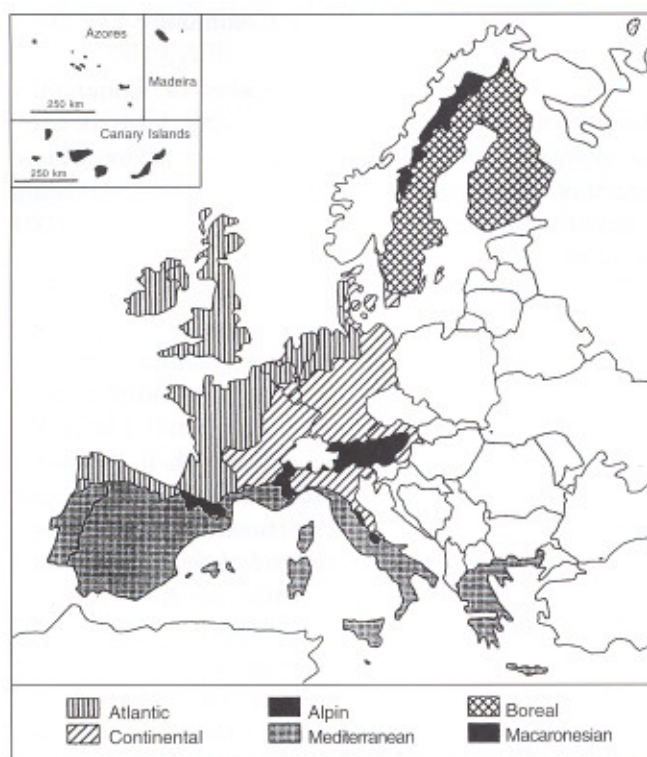 Azores
Madeira
250 km
Canary Islands
250 km
Atlantic
Alpin
Boreal
Continental
Mediterranean
Macaronesian